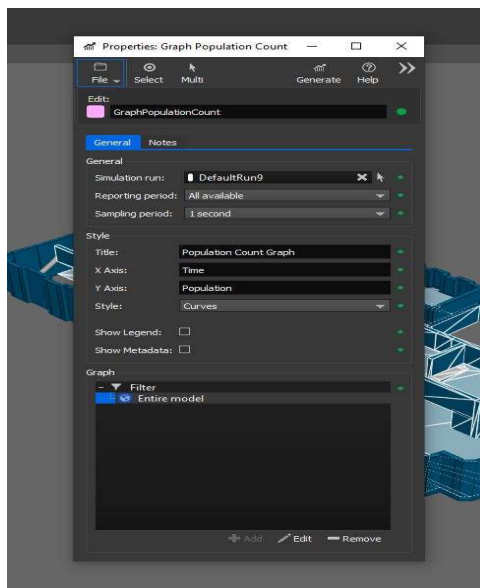 Properties: Graph Population Count
File Select Multi Generate Help
Edit:
GraphPopulationCount
General Notes
General
Simulation run: DefaultRun9
Reporting period: All available
Sampling period: 1 second
Style
Title: Population Count Graph
X Axis: Time
Y Axis: Population
Style: Curves
Show Legend:
Show Metadata:
Graph
Filter
Entire model
Add Edit Remove